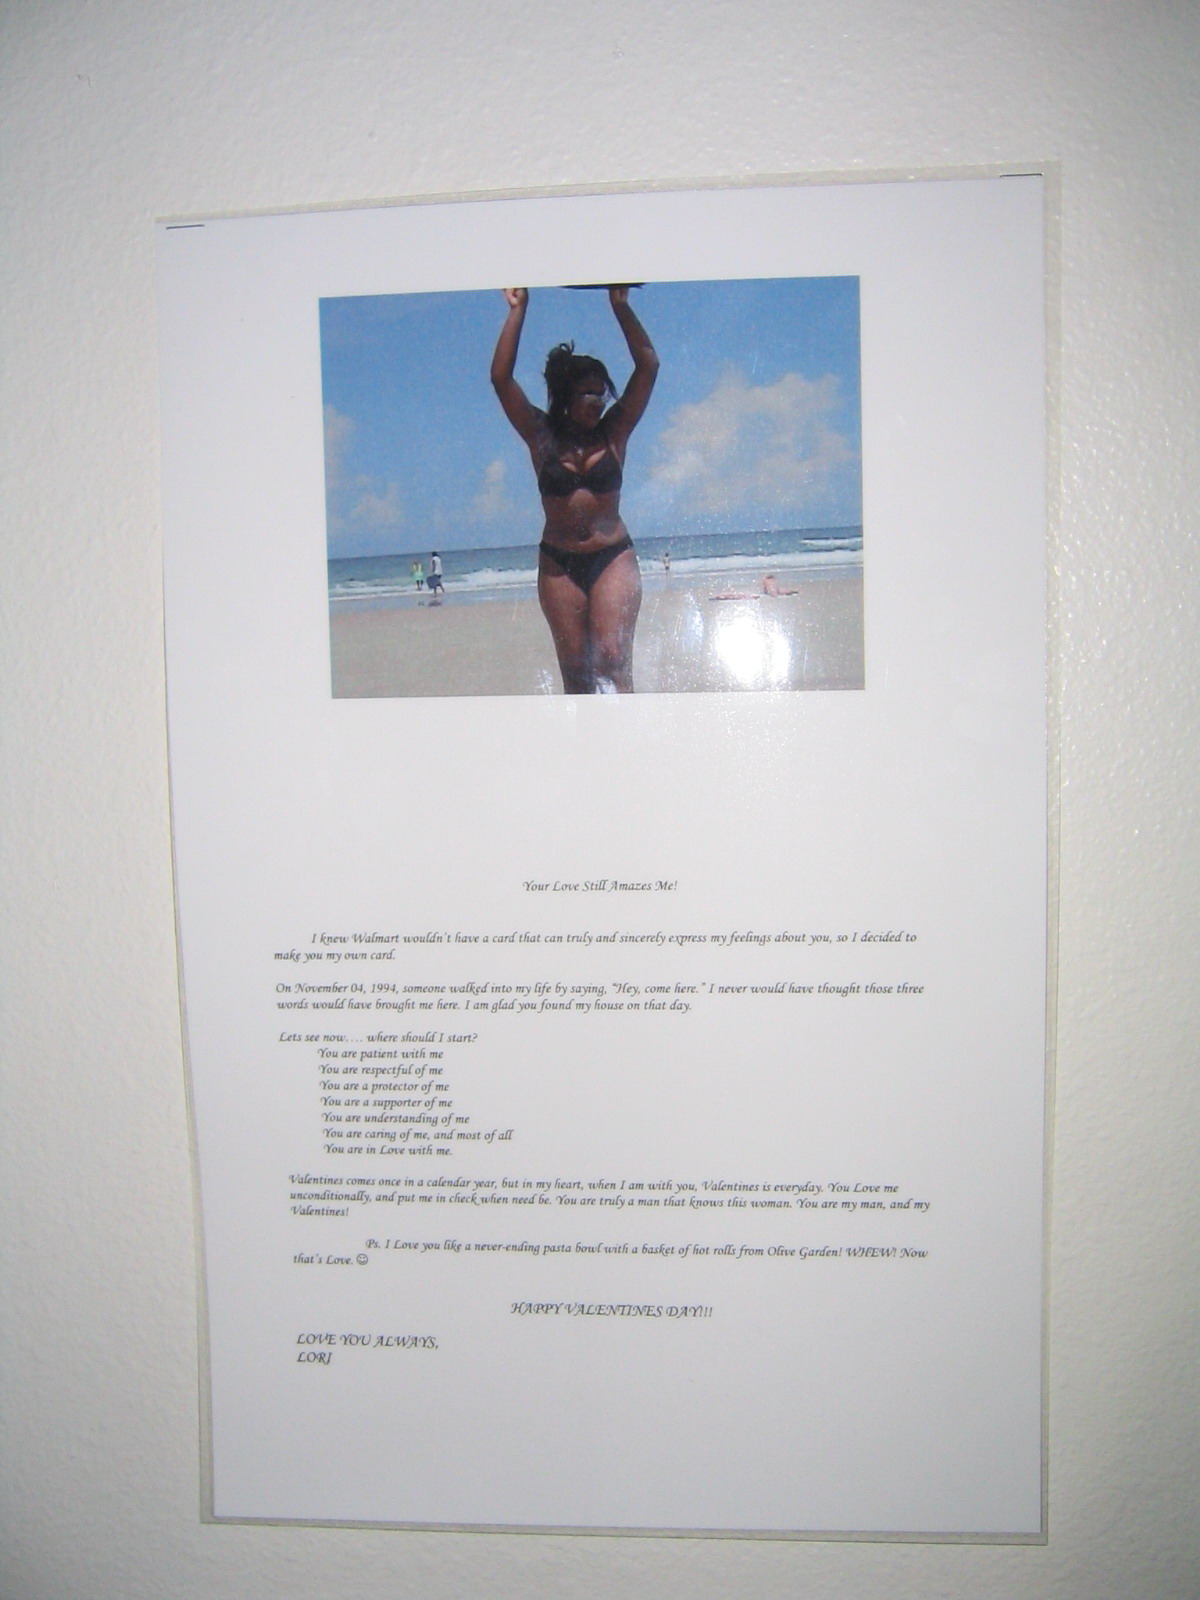 Your Love Still Amazes Me!
I knew Walmart wouldn't have a card that can truly and sincerely express my feelings about you, so I decided to
make you my own card.
On November 04, 1994, someone walked into my life by saying, "Hey, come here." I never would have thought those three
words would have brought me here. I am glad you found my house on that day.
Lets see now.... where should I start?
You are patient with me
You are respectful of me
You are a protector of me
You are a supporter of me
You are understanding of me
You are caring of me, and most of all
You are in Love with me.
Valentines comes once in a calendar year, but in my heart, when I am with you, Valentines is everyday. You Love me
unconditionally, and put me in check when need be. You are truly a man that knows this woman. You are my man, and my
Valentines!
Ps. I Love you like a never-ending pasta bowl with a basket of hot rolls from Olive Garden! WHEW! Now
that's Love. ☺
HAPPY VALENTINES DAY!!!
LOVE YOU ALWAYS,
LORI